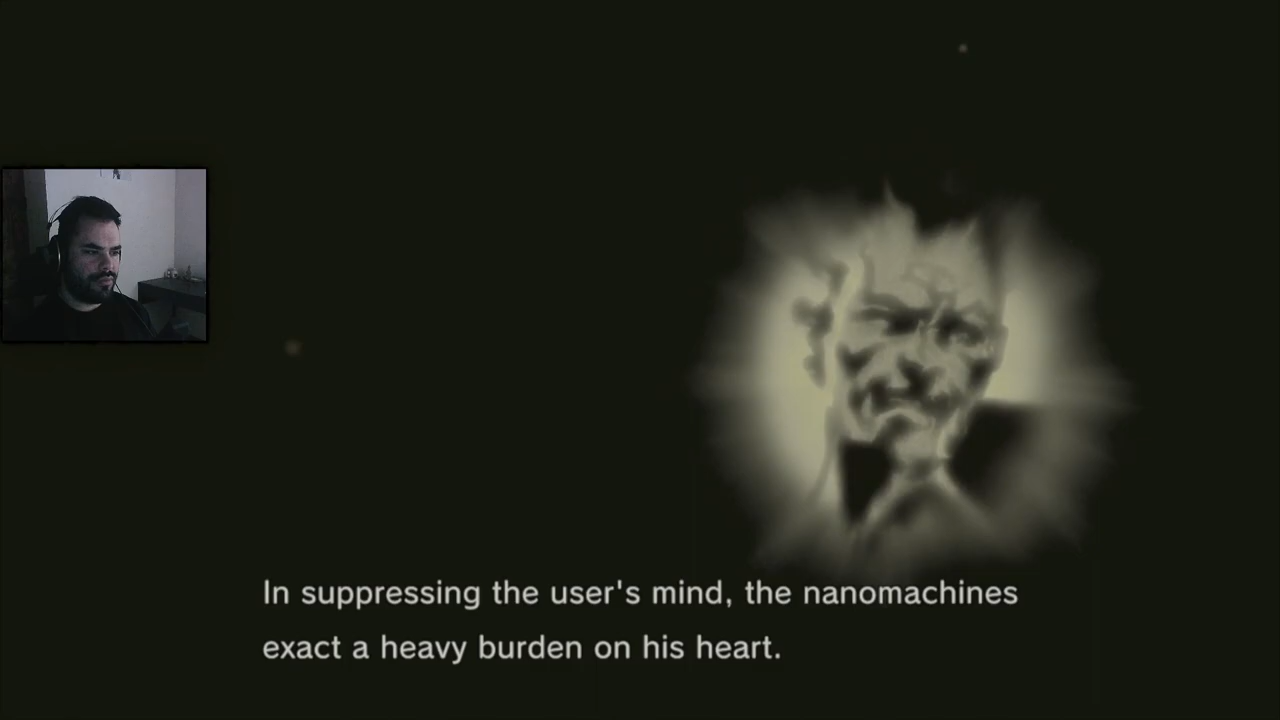 In suppressing the user's mind, the nanomachines
exact a heavy burden on his heart.